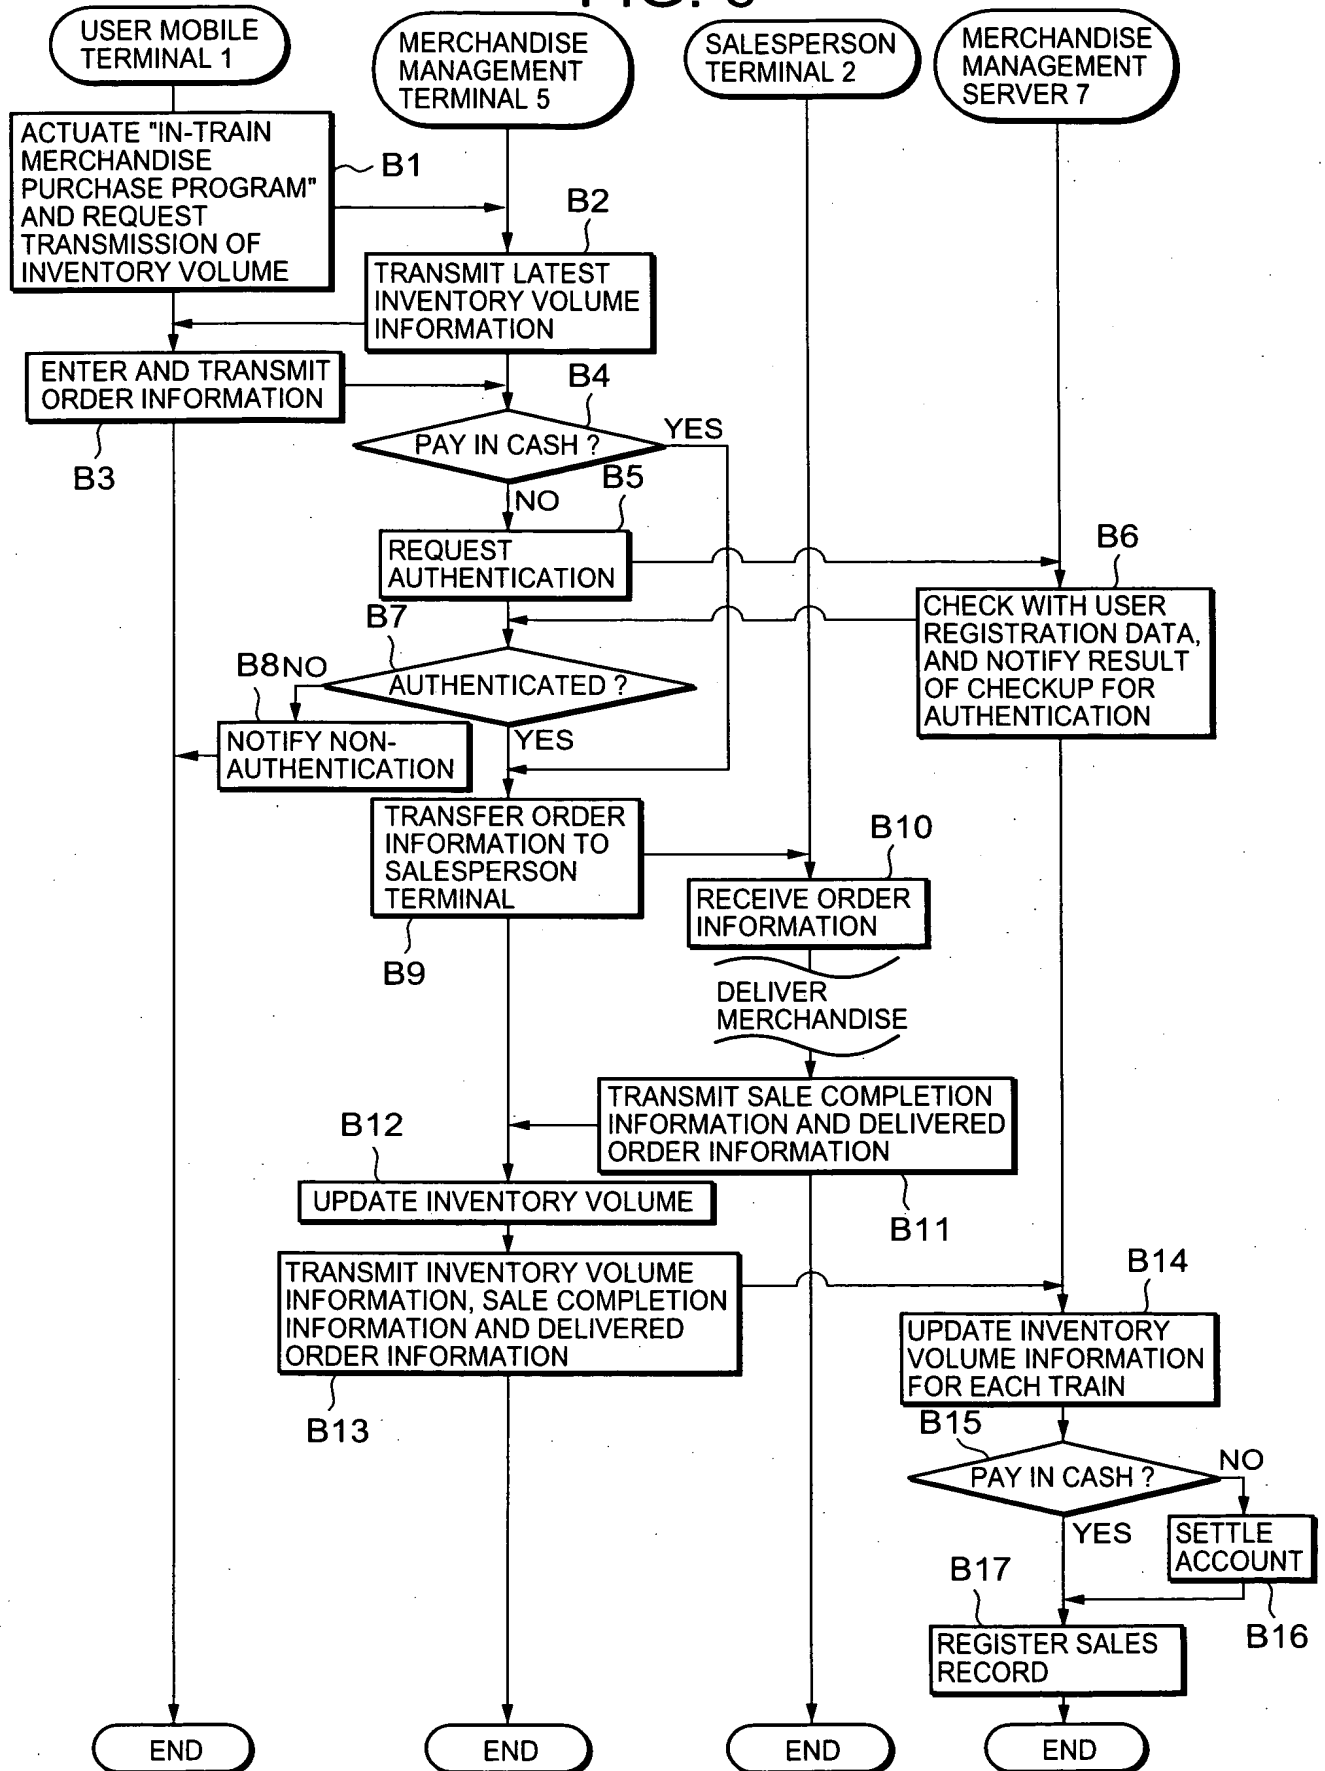 USER MOBILE
TERMINAL 1
MERCHANDISE
MANAGEMENT
TERMINAL 5
SALESPERSON
TERMINAL 2
MERCHANDISE
MANAGEMENT
SERVER 7
ACTUATE "IN-TRAIN
MERCHANDISE
PURCHASE PROGRAM"
AND REQUEST
TRANSMISSION OF
INVENTORY VOLUME
B1
B2
TRANSMIT LATEST
INVENTORY VOLUME
INFORMATION
ENTER AND TRANSMIT
ORDER INFORMATION
B3
B4
PAY IN CASH ?
YES
NO
B5
REQUEST
AUTHENTICATION
B6
CHECK WITH USER
REGISTRATION DATA,
AND NOTIFY RESULT
OF CHECKUP FOR
AUTHENTICATION
B7
AUTHENTICATED ?
B8 NO
YES
NOTIFY NON-
AUTHENTICATION
TRANSFER ORDER
INFORMATION TO
SALESPERSON
TERMINAL
B9
B10
RECEIVE ORDER
INFORMATION
DELIVER
MERCHANDISE
TRANSMIT SALE COMPLETION
INFORMATION AND DELIVERED
ORDER INFORMATION
B11
B12
UPDATE INVENTORY VOLUME
TRANSMIT INVENTORY VOLUME
INFORMATION, SALE COMPLETION
INFORMATION AND DELIVERED
ORDER INFORMATION
B13
B14
UPDATE INVENTORY
VOLUME INFORMATION
FOR EACH TRAIN
B15
PAY IN CASH ?
NO
YES
SETTLE
ACCOUNT
B16
B17
REGISTER SALES
RECORD
END
END
END
END